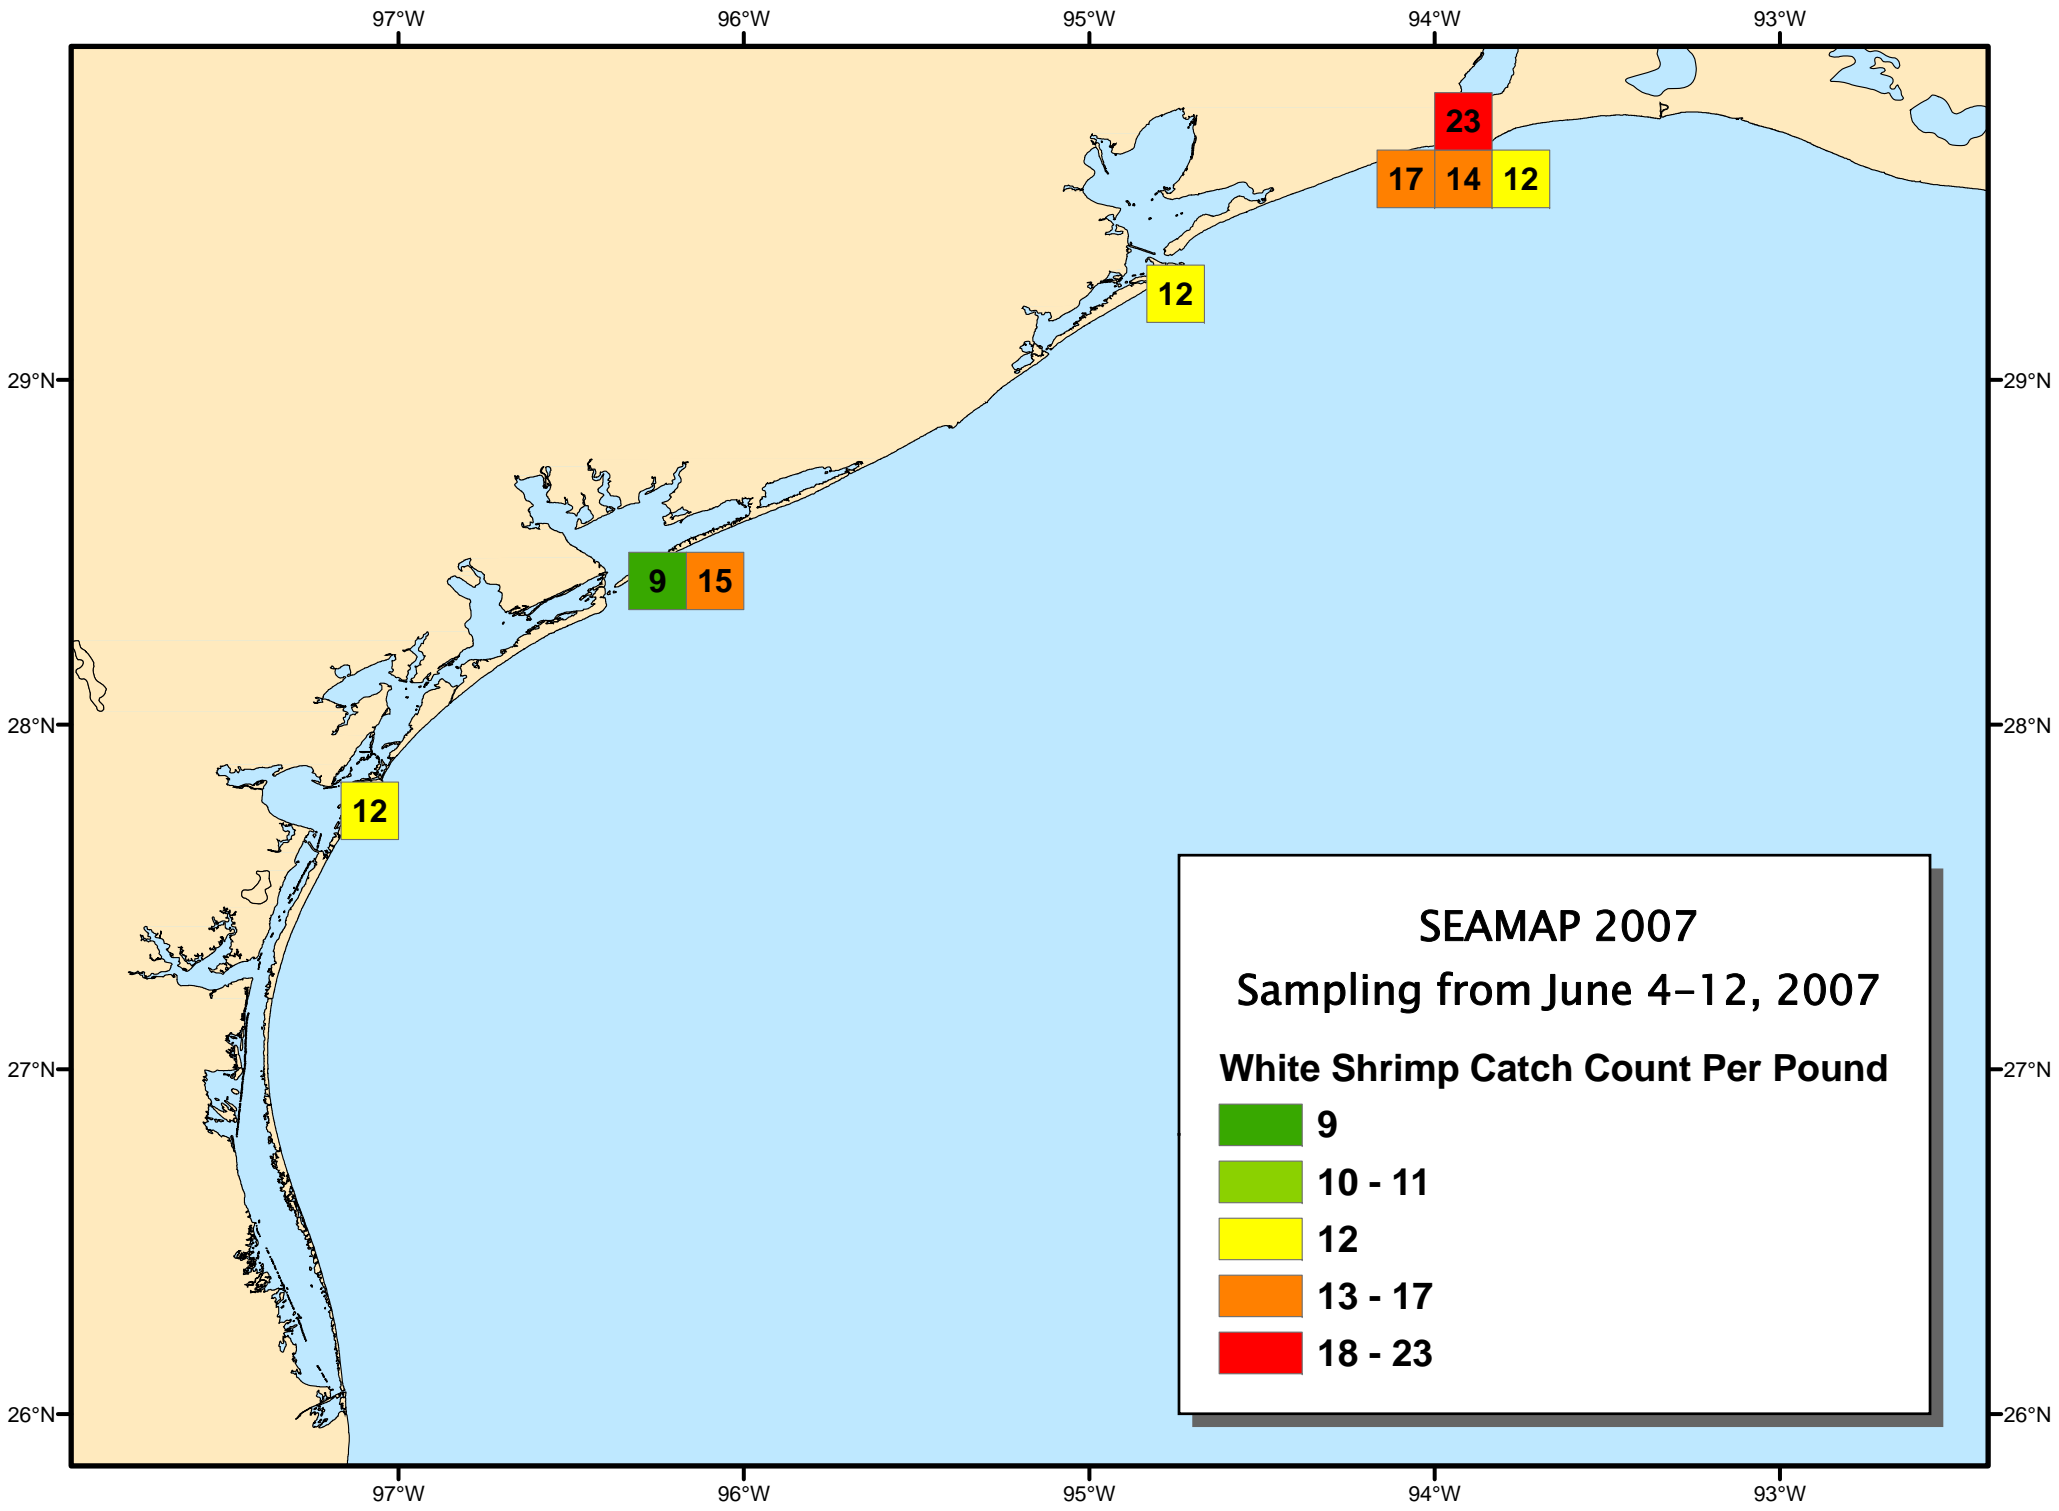 97°W 96°W 95°W 94°W 93°W
23
17 14 12
12
29°N 29°N
9 15
28°N 28°N
12
SEAMAP 2007
Sampling from June 4-12, 2007
White Shrimp Catch Count Per Pound
27°N 27°N
9
10 - 11
12
13 - 17
18 - 23
26°N 26°N
97°W 96°W 95°W 94°W 93°W